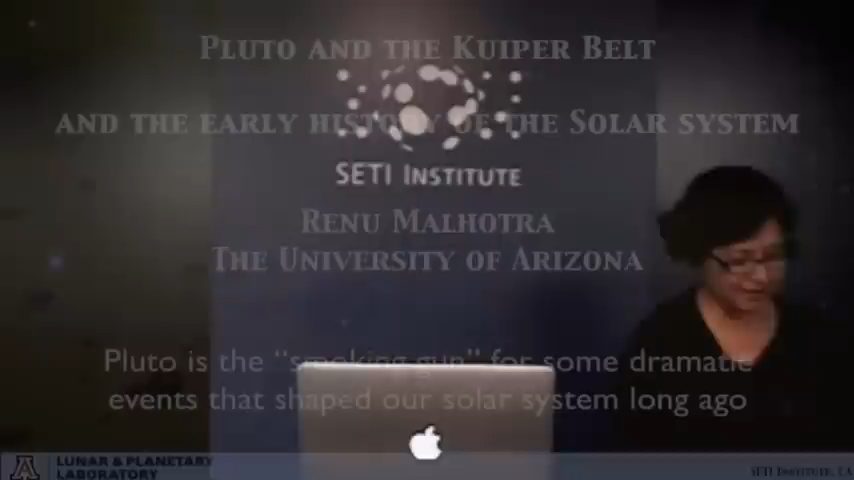 PLUTO AND THE KUIPER BELT
AND THE EARLY HISTORY OF THE SOLAR SYSTEM
SETI INSTITUTE
RENU MALHOTRA
THE UNIVERSITY OF ARIZONA
Pluto is the “smoking gun” for some dramatic
events that shaped our solar system long ago
A
LUNAR & PLANETARY
LABORATORY
SETI INSTITUTE, CA